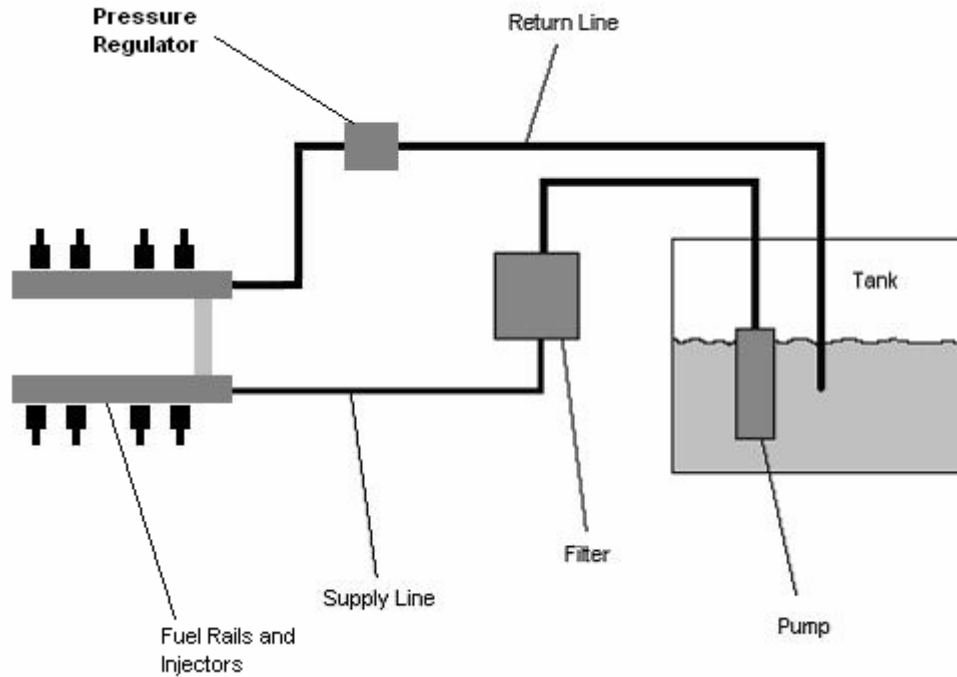 Pressure
Regulator
Return Line
Tank
Filter
Supply Line
Pump
Fuel Rails and
Injectors